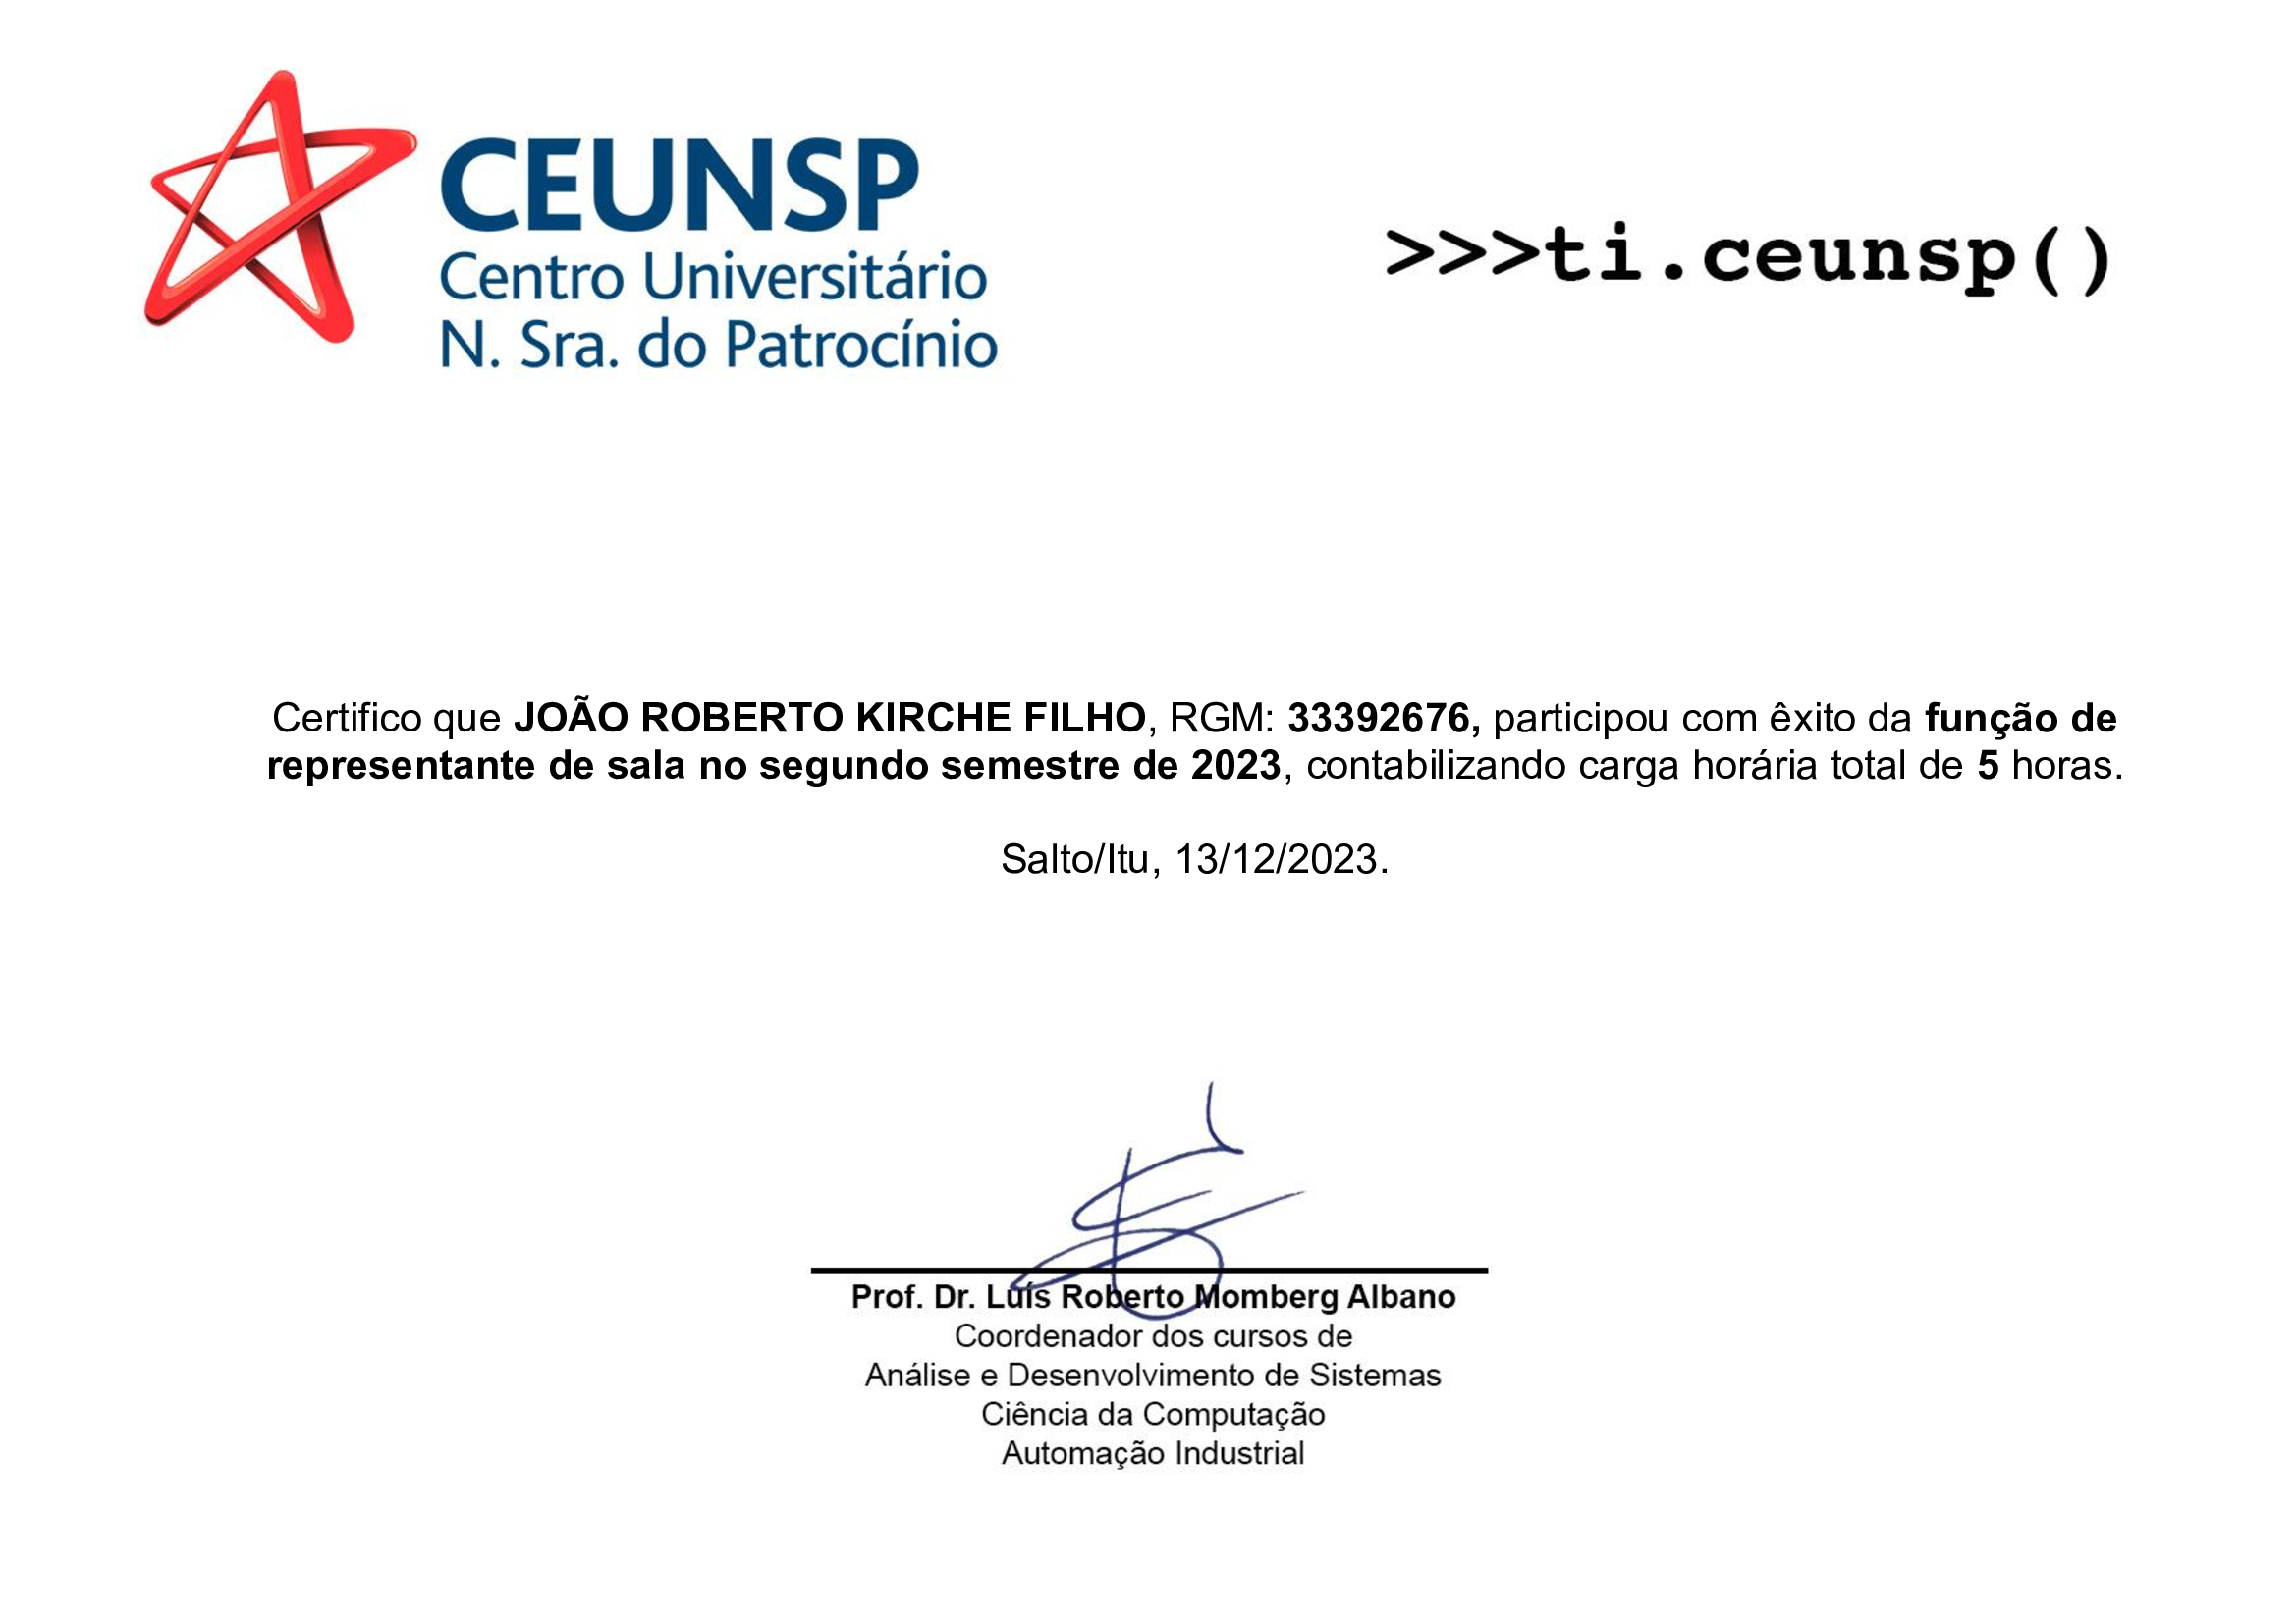 CEUNSP
Centro Universitário
N. Sra. do Patrocínio
>>>ti.ceunsp()
Certifico que JOÃO ROBERTO KIRCHE FILHO, RGM: 33392676, participou com êxito da função de
representante de sala no segundo semestre de 2023, contabilizando carga horária total de 5 horas.
Salto/Itu, 13/12/2023.
Prof. Dr. Luís Roberto Momberg Albano
Coordenador dos cursos de
Análise e Desenvolvimento de Sistemas
Ciência da Computação
Automação Industrial